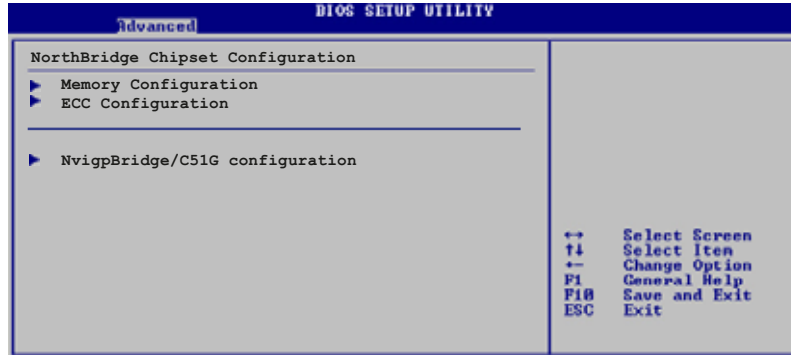 BIOS SETUP UTILITY
Advanced
NorthBridge Chipset Configuration
Memory Configuration
ECC Configuration
NvigpBridge/C51G configuration
↔ Select Screen
↑↓ Select Item
+- Change Option
F1 General Help
F10 Save and Exit
ESC Exit